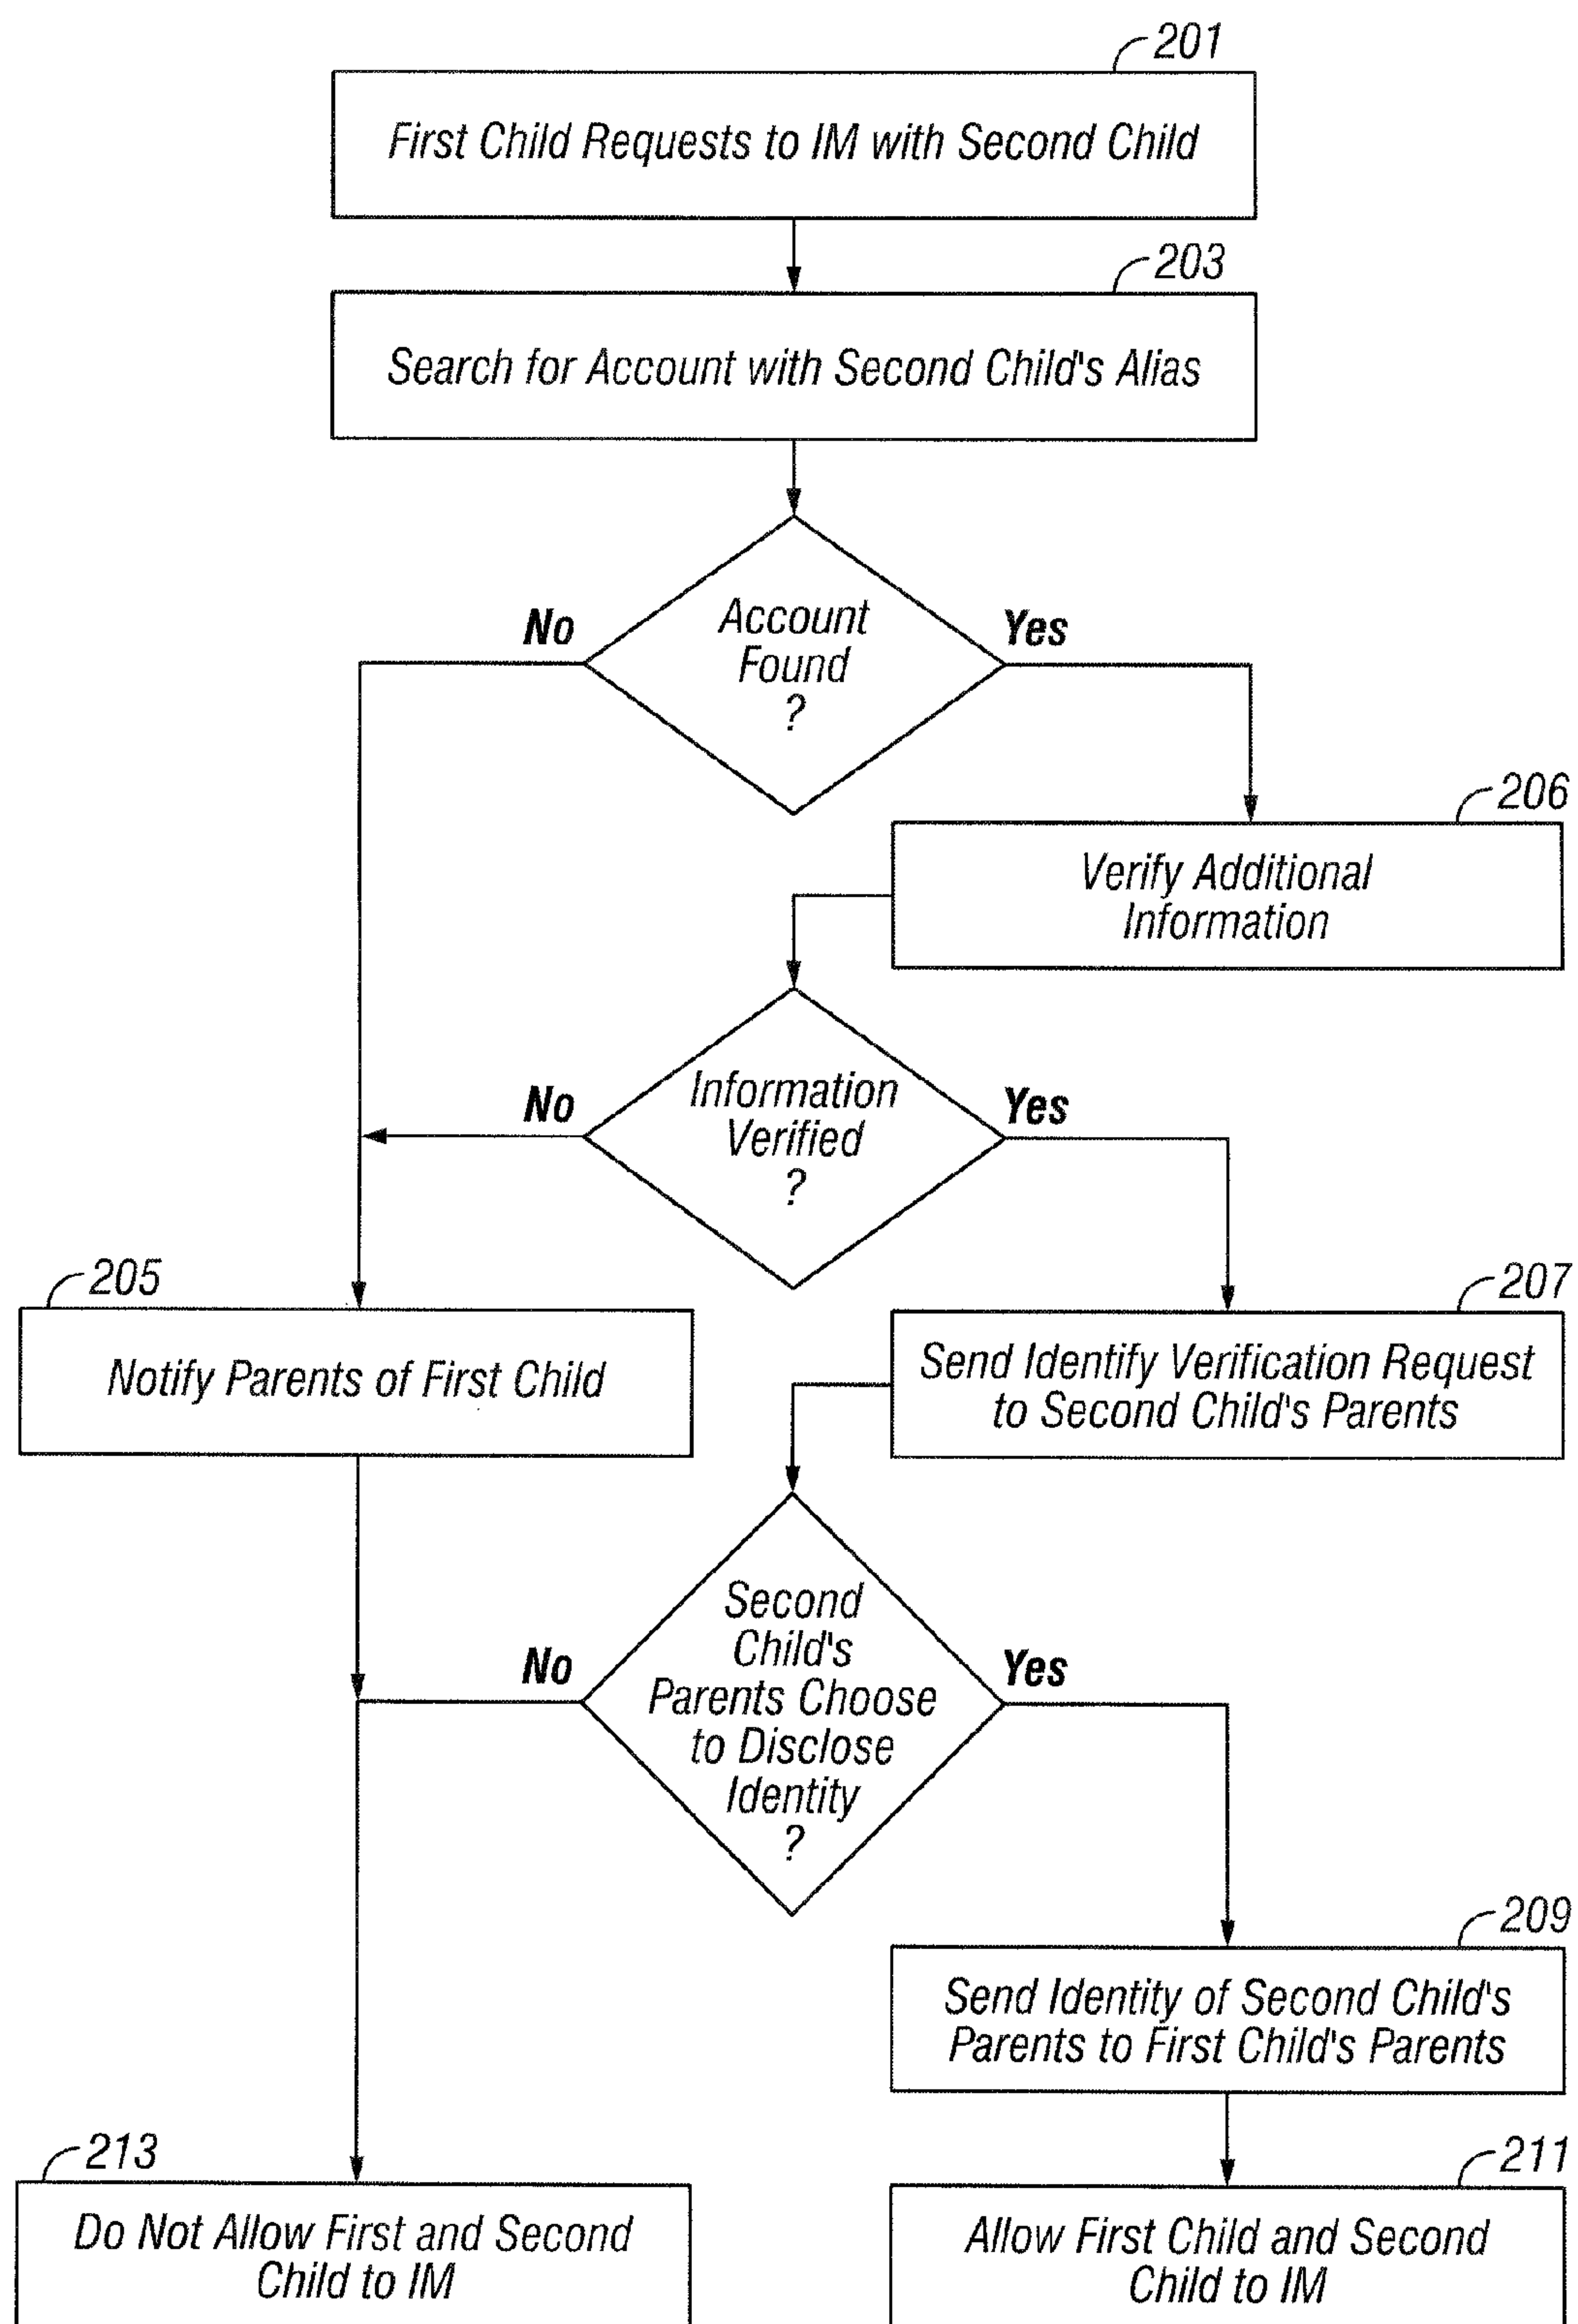 201
First Child Requests to IM with Second Child
203
Search for Account with Second Child's Alias
Account
Found
?
No
Yes
206
Verify Additional
Information
Information
Verified
?
No
Yes
205
Notify Parents of First Child
207
Send Identify Verification Request
to Second Child's Parents
Second
Child's
Parents Choose
to Disclose
Identity
?
No
Yes
209
Send Identity of Second Child's
Parents to First Child's Parents
213
Do Not Allow First and Second
Child to IM
211
Allow First Child and Second
Child to IM